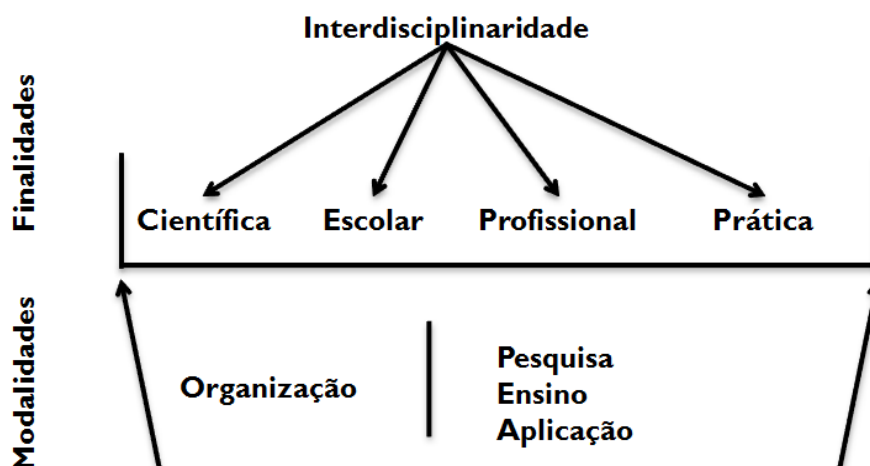 Interdisciplinaridade
Finalidades
Científica Escolar Profissional Prática
Modalidades
Organização
Pesquisa
Ensino
Aplicação